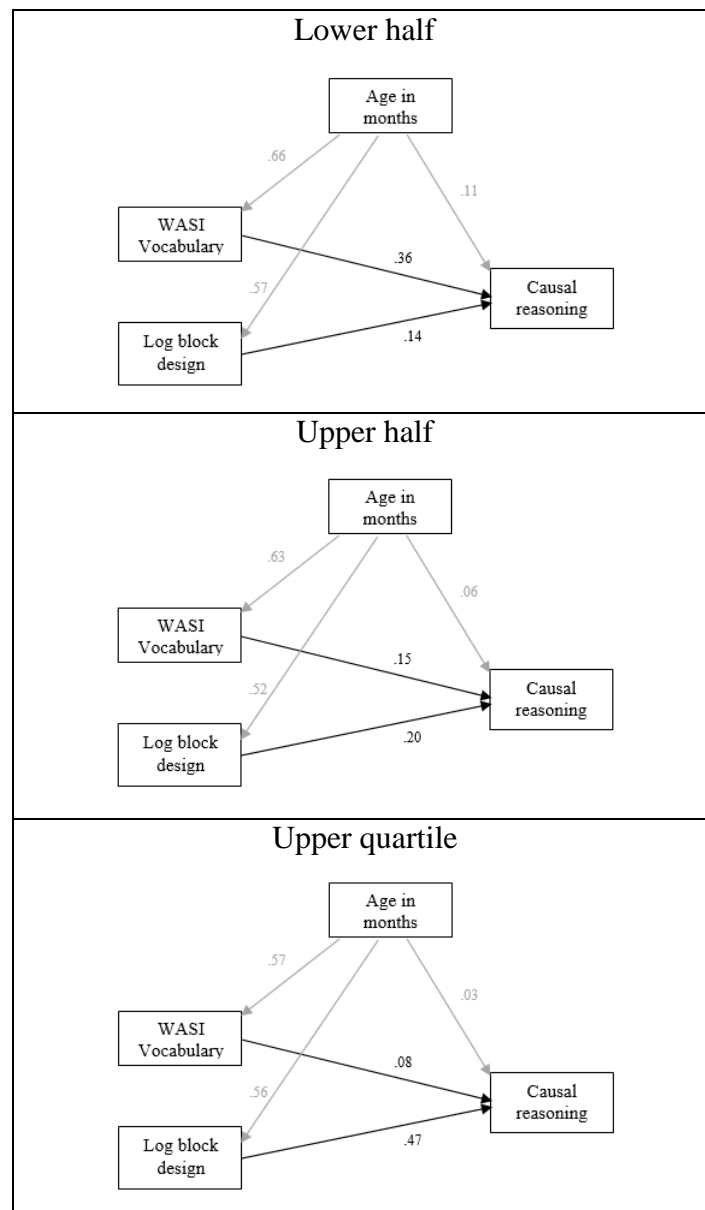 Lower half
Age in
months
.66
.11
WASI
Vocabulary
.36
.57
Causal
reasoning
Log block
design
.14
Upper half
Age in
months
.63
.06
WASI
Vocabulary
.15
.52
Causal
reasoning
Log block
design
.20
Upper quartile
Age in
months
.57
.03
WASI
Vocabulary
.08
.56
Causal
reasoning
Log block
design
.47